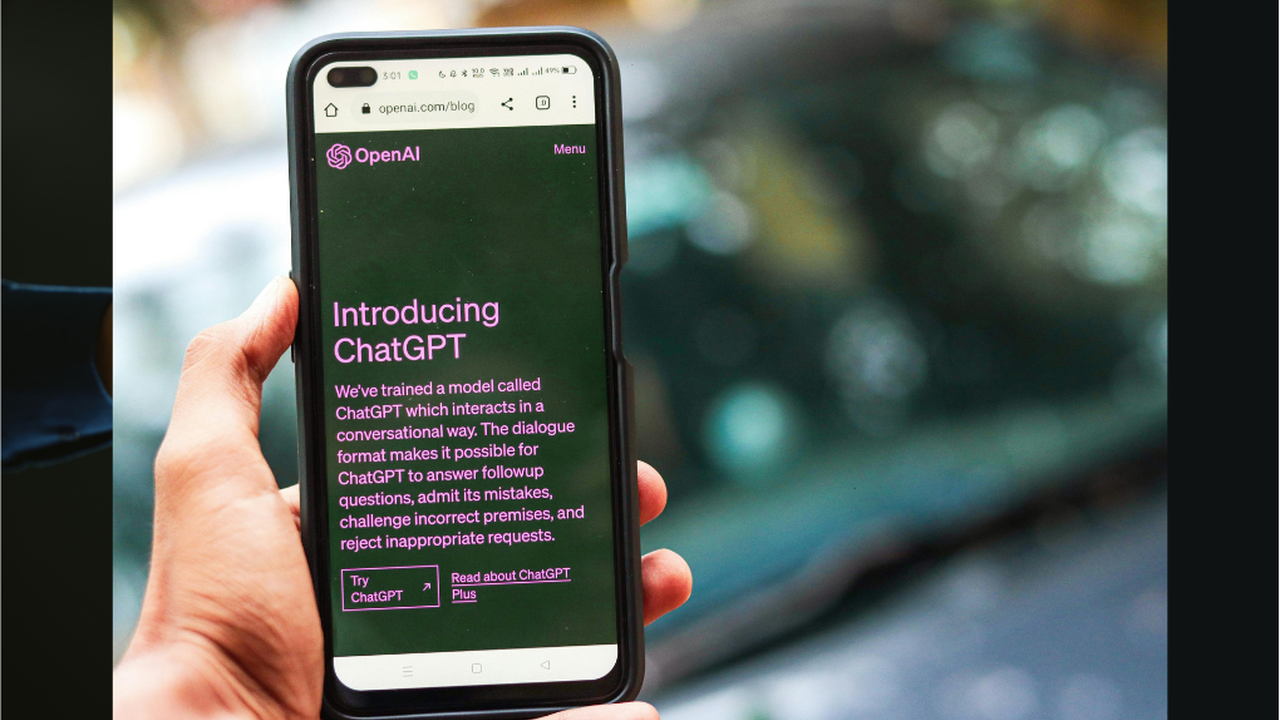 3:01 49%
openai.com/blog
OpenAI Menu
Introducing
ChatGPT
We've trained a model called
ChatGPT which interacts in a
conversational way. The dialogue
format makes it possible for
ChatGPT to answer followup
questions, admit its mistakes,
challenge incorrect premises, and
reject inappropriate requests.
Try
ChatGPT
Read about ChatGPT
Plus